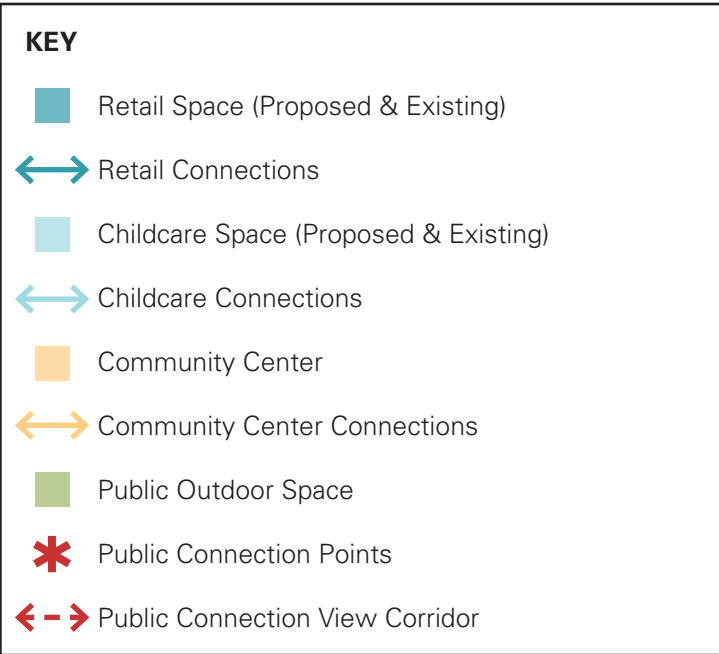 KEY
Retail Space (Proposed & Existing)
Retail Connections
Childcare Space (Proposed & Existing)
Childcare Connections
Community Center
Community Center Connections
Public Outdoor Space
Public Connection Points
Public Connection View Corridor